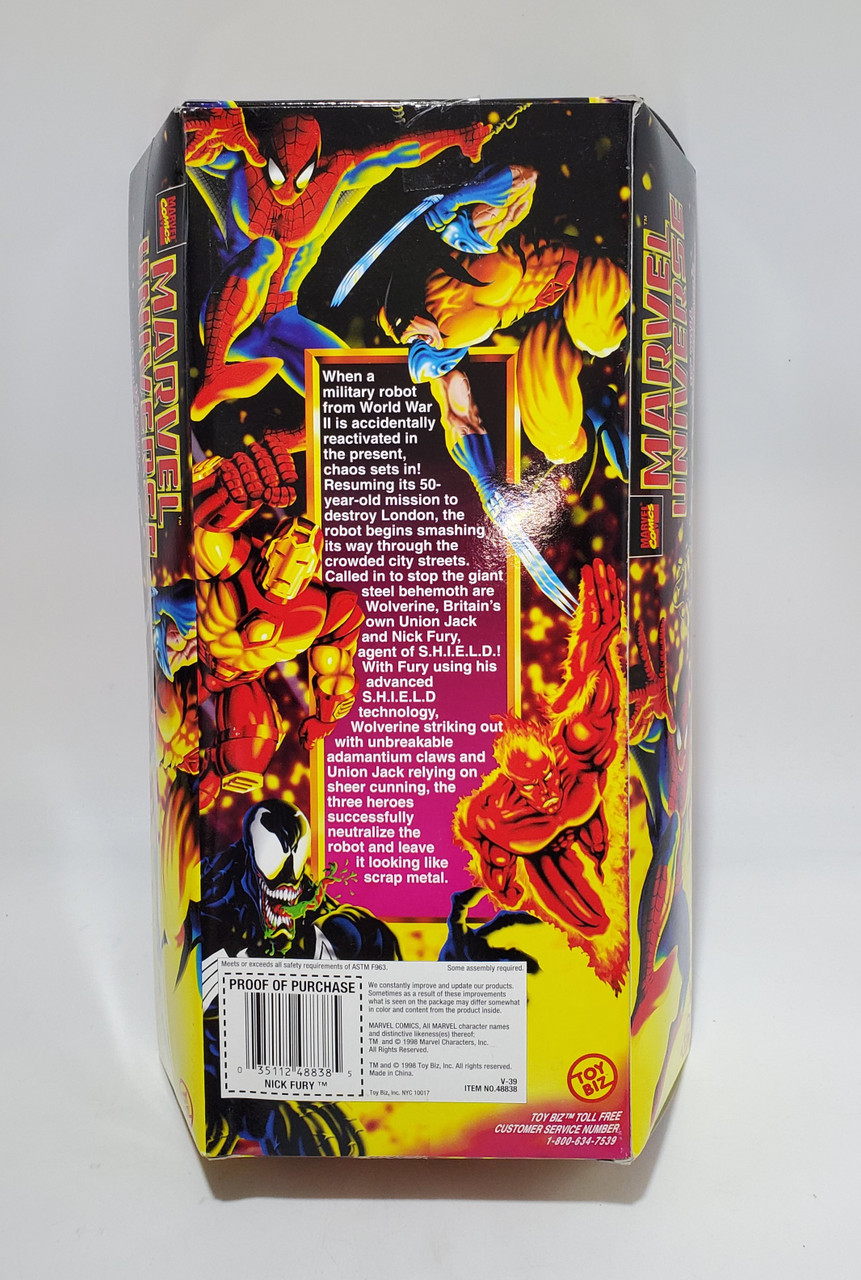 MARVEL
COMICS
MARVEL
UNIVERSE
™
When a
military robot
from World War
II is accidentally
reactivated in
the present,
chaos sets in!
Resuming its 50-
year-old mission to
destroy London, the
robot begins smashing
its way through the
crowded city streets.
Called in to stop the giant
steel behemoth are
Wolverine, Britain's
own Union Jack
and Nick Fury,
agent of S.H.I.E.L.D.!
With Fury using his
advanced
S.H.I.E.L.D
technology,
Wolverine striking out
with unbreakable
adamantium claws and
Union Jack relying on
sheer cunning, the
three heroes
successfully
neutralize the
robot and leave
it looking like
scrap metal.
MARVEL
UNIVERSE
™
MARVEL
COMICS
Meets or exceeds all safety requirements of ASTM F963.
Some assembly required.
PROOF OF PURCHASE
0 35112 48838 5
NICK FURY ™
We constantly improve and update our products.
Sometimes as a result of these improvements
what is seen on the package may differ somewhat
in color and content from the product inside.
MARVEL COMICS, All MARVEL character names
and distinctive likeness(es) thereof:
TM and © 1998 Marvel Characters, Inc.
All Rights Reserved.
TM and © 1998 Toy Biz, Inc. All rights reserved.
Made in China.
V-39
ITEM NO.48838
Toy Biz, Inc. NYC 10017
TOY
BIZ
TOY BIZ™ TOLL FREE
CUSTOMER SERVICE NUMBER
1-800-634-7539